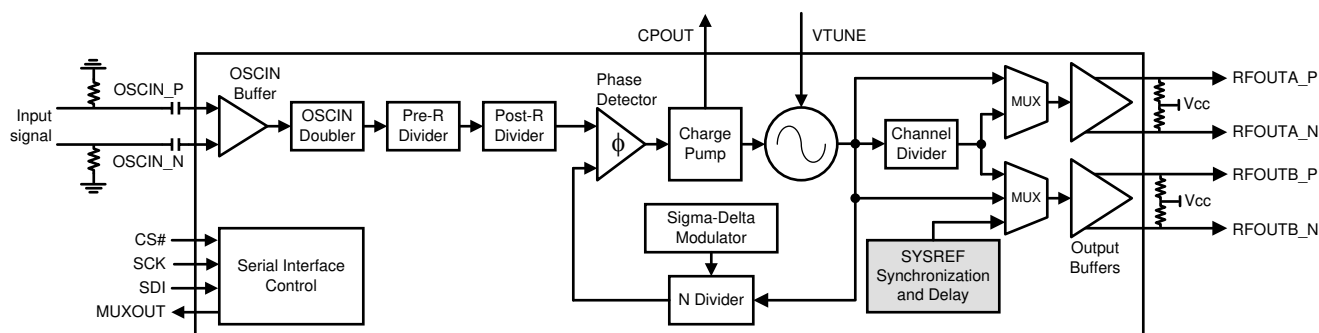 CPOUT
VTUNE
OSCIN_P
OSCIN
Buffer
Input
signal
OSCIN_N
OSCIN
Doubler
Pre-R
Divider
Post-R
Divider
Phase
Detector
ϕ
Charge
Pump
Channel
Divider
MUX
MUX
RFOUTA_P
Vcc
RFOUTA_N
RFOUTB_P
Vcc
RFOUTB_N
Output
Buffers
Sigma-Delta
Modulator
N Divider
SYSREF
Synchronization
and Delay
CS#
SCK
SDI
MUXOUT
Serial Interface
Control